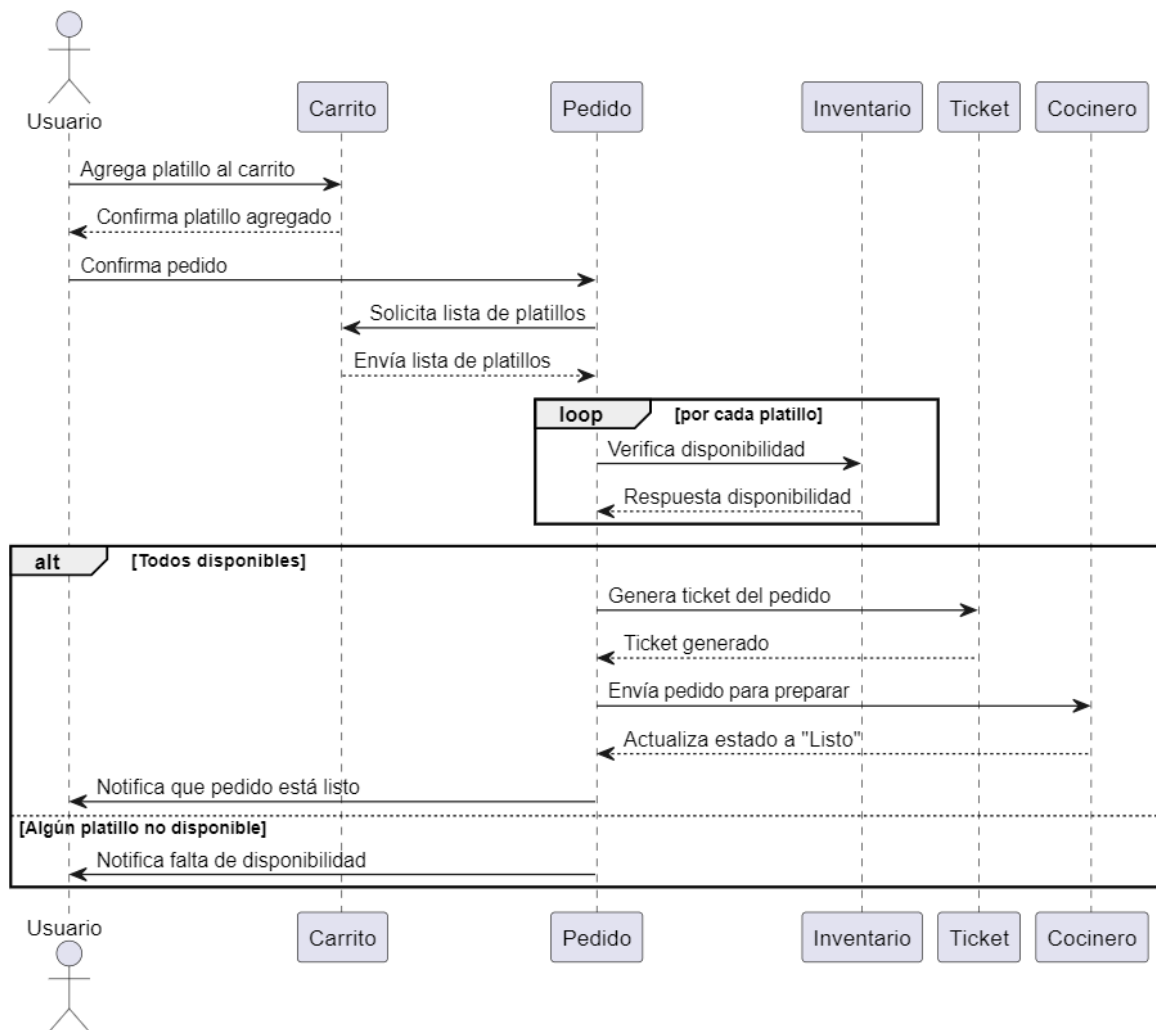 Usuario
Carrito
Pedido
Inventario
Ticket
Cocinero
Agrega platillo al carrito
Confirma platillo agregado
Confirma pedido
Solicita lista de platillos
Envía lista de platillos
loop
[por cada platillo]
Verifica disponibilidad
Respuesta disponibilidad
alt
[Todos disponibles]
Genera ticket del pedido
Ticket generado
Envía pedido para preparar
Actualiza estado a "Listo"
Notifica que pedido está listo
[Algún platillo no disponible]
Notifica falta de disponibilidad
Usuario
Carrito
Pedido
Inventario
Ticket
Cocinero